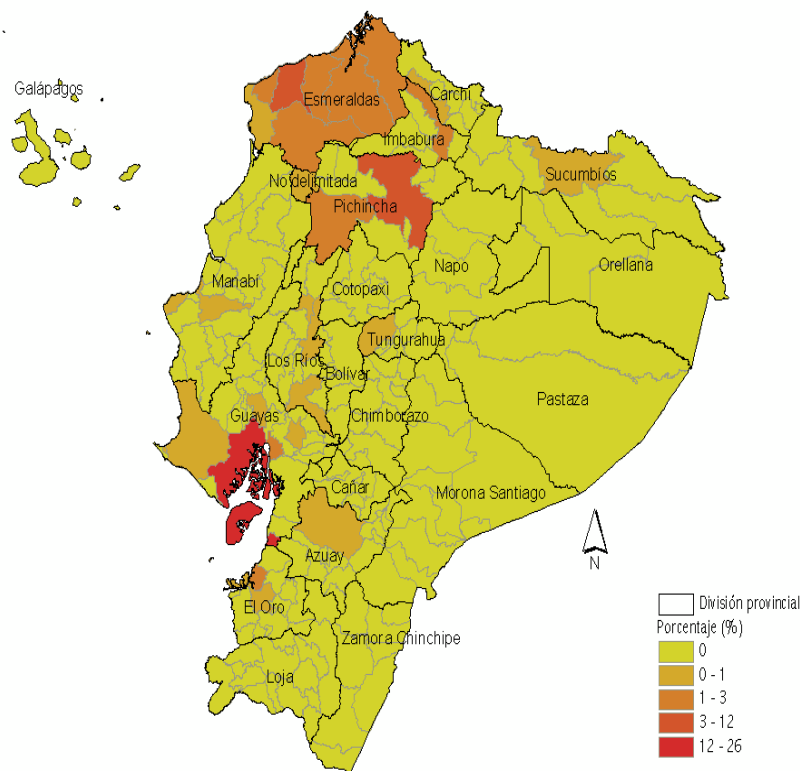 Galápagos
Esmeraldas
Carchi
Imbabura
Sucumbíos
No delimitada
Pichincha
Napo
Orellana
Manabí
Cotopaxi
Tungurahua
Los Ríos
Bolívar
Pastaza
Guayas
Chimborazo
Cañar
Morona Santiago
Azuay
N
El Oro
Zamora Chinchipe
Loja
División provincial
Porcentaje (%)
0
0 - 1
1 - 3
3 - 12
12 - 26